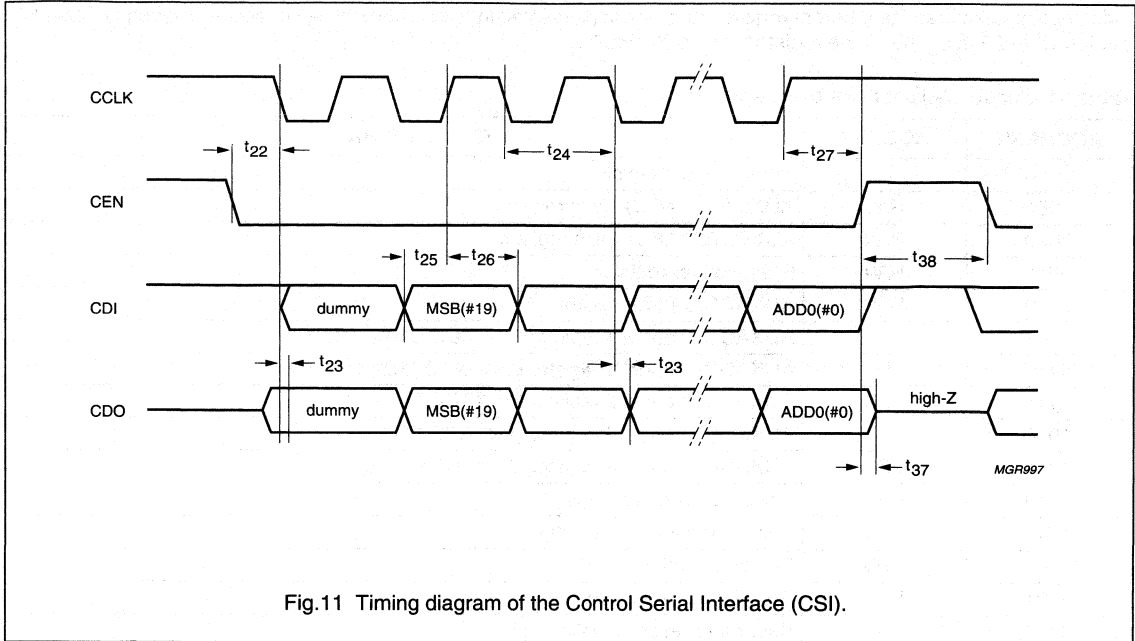 CCLK
t22
t24
t27
CEN
t38
t25
t26
CDI
dummy
MSB(#19)
ADD0(#0)
t23
t23
CDO
dummy
MSB(#19)
ADD0(#0)
high-Z
t37
MGR997
Fig.11 Timing diagram of the Control Serial Interface (CSI).